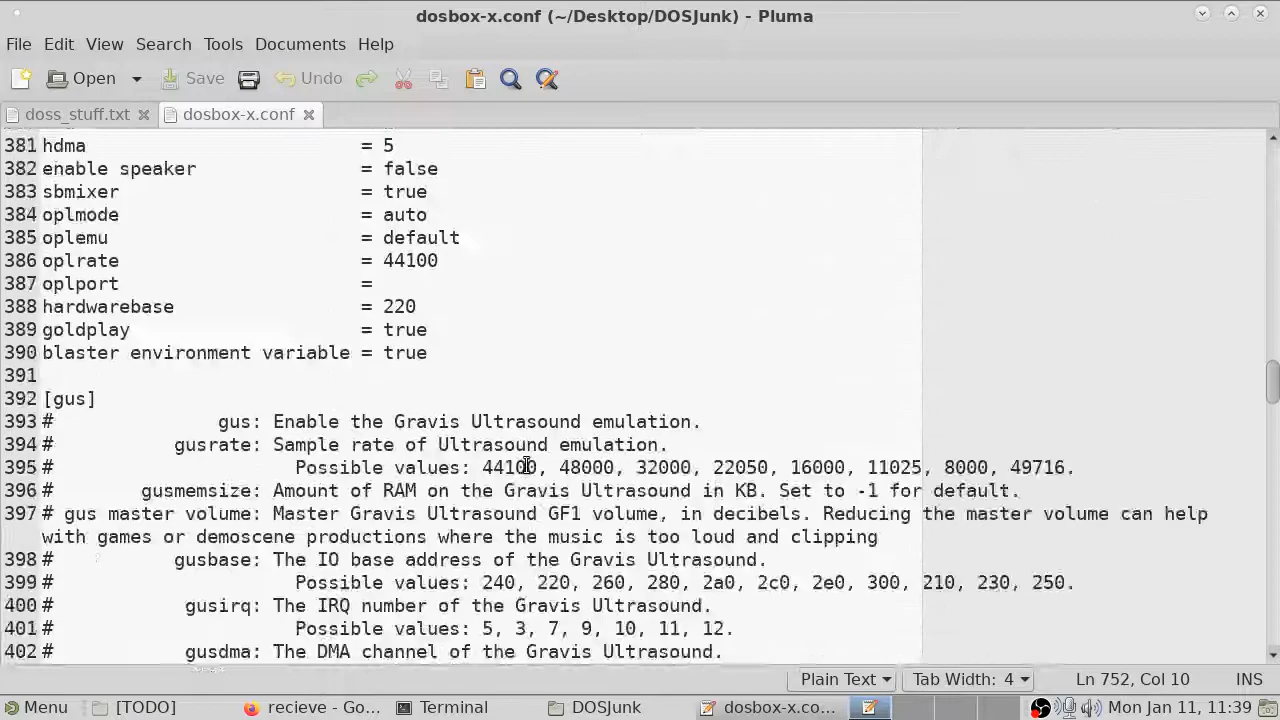 dosbox-x.conf (~/Desktop/DOSJunk) - Pluma
File Edit View Search Tools Documents Help
Open Save Undo
doss_stuff.txt dosbox-x.conf
381 hdma = 5
382 enable speaker = false
383 sbmixer = true
384 oplmode = auto
385 oplemu = default
386 oplrate = 44100
387 oplport =
388 hardwarebase = 220
389 goldplay = true
390 blaster environment variable = true
391
392 [gus]
393 # gus: Enable the Gravis Ultrasound emulation.
394 # gusrate: Sample rate of Ultrasound emulation.
395 # Possible values: 44100, 48000, 32000, 22050, 16000, 11025, 8000, 49716.
396 # gusmemsize: Amount of RAM on the Gravis Ultrasound in KB. Set to -1 for default.
397 # gus master volume: Master Gravis Ultrasound GF1 volume, in decibels. Reducing the master volume can help
with games or demoscene productions where the music is too loud and clipping
398 # gusbase: The IO base address of the Gravis Ultrasound.
399 # Possible values: 240, 220, 260, 280, 2a0, 2c0, 2e0, 300, 210, 230, 250.
400 # gusirq: The IRQ number of the Gravis Ultrasound.
401 # Possible values: 5, 3, 7, 9, 10, 11, 12.
402 # gusdma: The DMA channel of the Gravis Ultrasound.
Plain Text Tab Width: 4 Ln 752, Col 10 INS
Menu [TODO] recieve - Go... Terminal DOSJunk dosbox-x.co... Mon Jan 11, 11:39